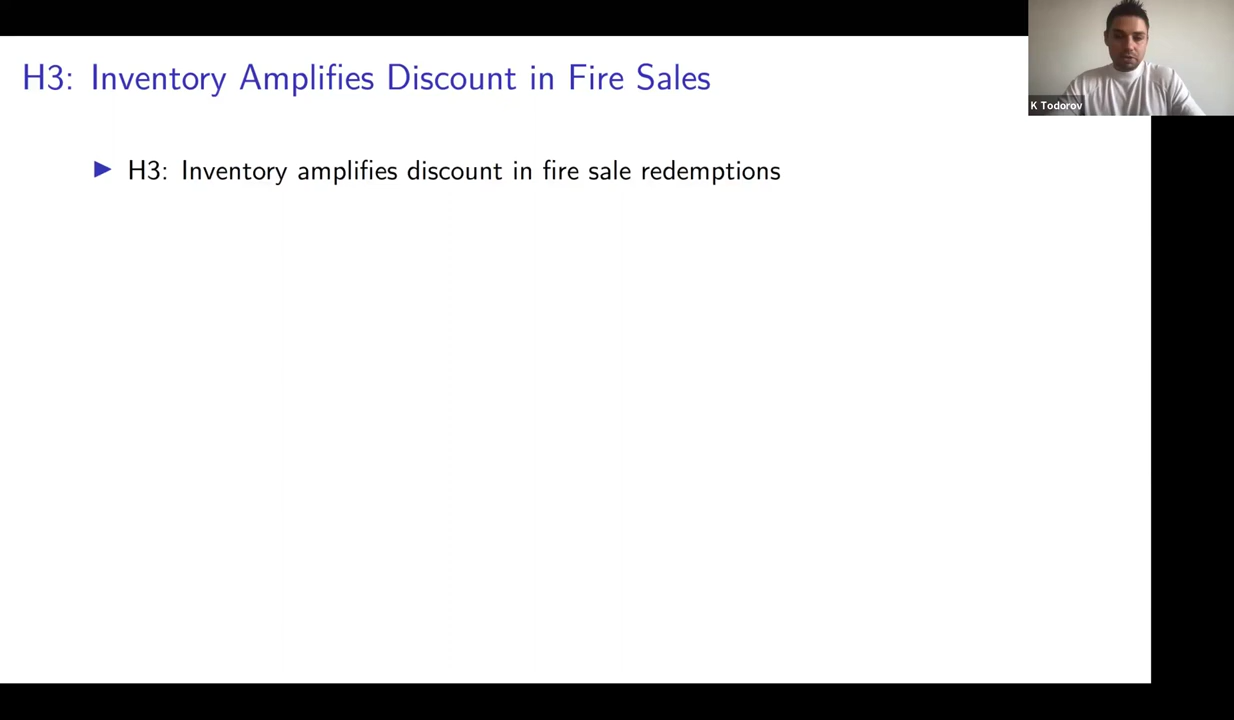 H3: Inventory Amplifies Discount in Fire Sales
K Todorov
H3: Inventory amplifies discount in fire sale redemptions